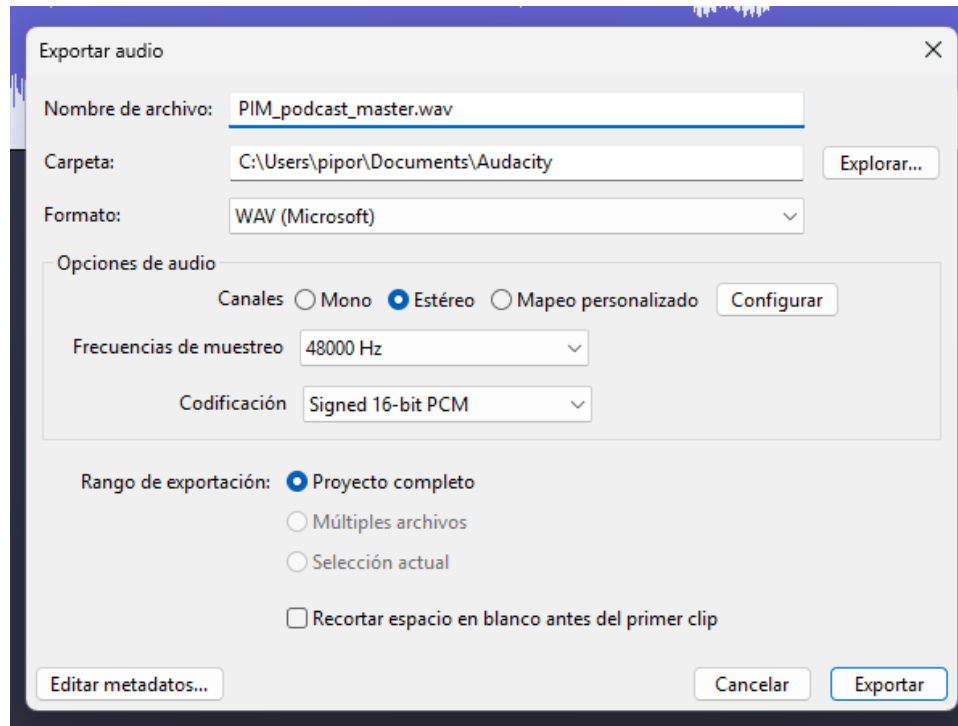 Exportar audio
Nombre de archivo: PIM_podcast_master.wav
Carpeta: C:\Users\pipor\Documents\Audacity Explorar...
Formato: WAV (Microsoft)
Opciones de audio
Canales Mono Estéreo Mapeo personalizado Configurar
Frecuencias de muestreo 48000 Hz
Codificación Signed 16-bit PCM
Rango de exportación: Proyecto completo
Múltiples archivos
Selección actual
Recortar espacio en blanco antes del primer clip
Editar metadatos... Cancelar Exportar